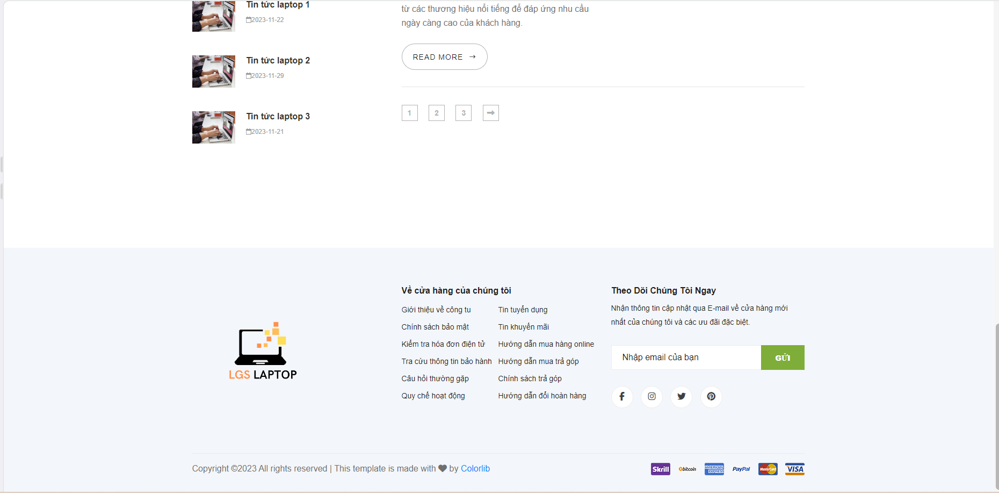 Tin tức laptop 1
2023-11-22
Tin tức laptop 2
2023-11-29
Tin tức laptop 3
2023-11-21
từ các thương hiệu nổi tiếng để đáp ứng nhu cầu
ngày càng cao của khách hàng.
READ MORE →
1 2 3
LGS LAPTOP
Về cửa hàng của chúng tôi
Giới thiệu về công tu
Chính sách bảo mật
Kiểm tra hóa đơn điện tử
Tra cứu thông tin bảo hành
Câu hỏi thường gặp
Quy chế hoạt động
Tin tuyển dụng
Tin khuyến mãi
Hướng dẫn mua hàng online
Hướng dẫn mua trả góp
Chính sách trả góp
Hướng dẫn đổi hoàn hàng
Theo Dõi Chúng Tôi Ngay
Nhận thông tin cập nhật qua E-mail về cửa hàng mới
nhất của chúng tôi và các ưu đãi đặc biệt.
Nhập email của bạn
GỬI
Copyright ©2023 All rights reserved | This template is made with ♥ by Colorlib
Skrill bitcoin AMERICAN EXPRESS PayPal MasterCard VISA